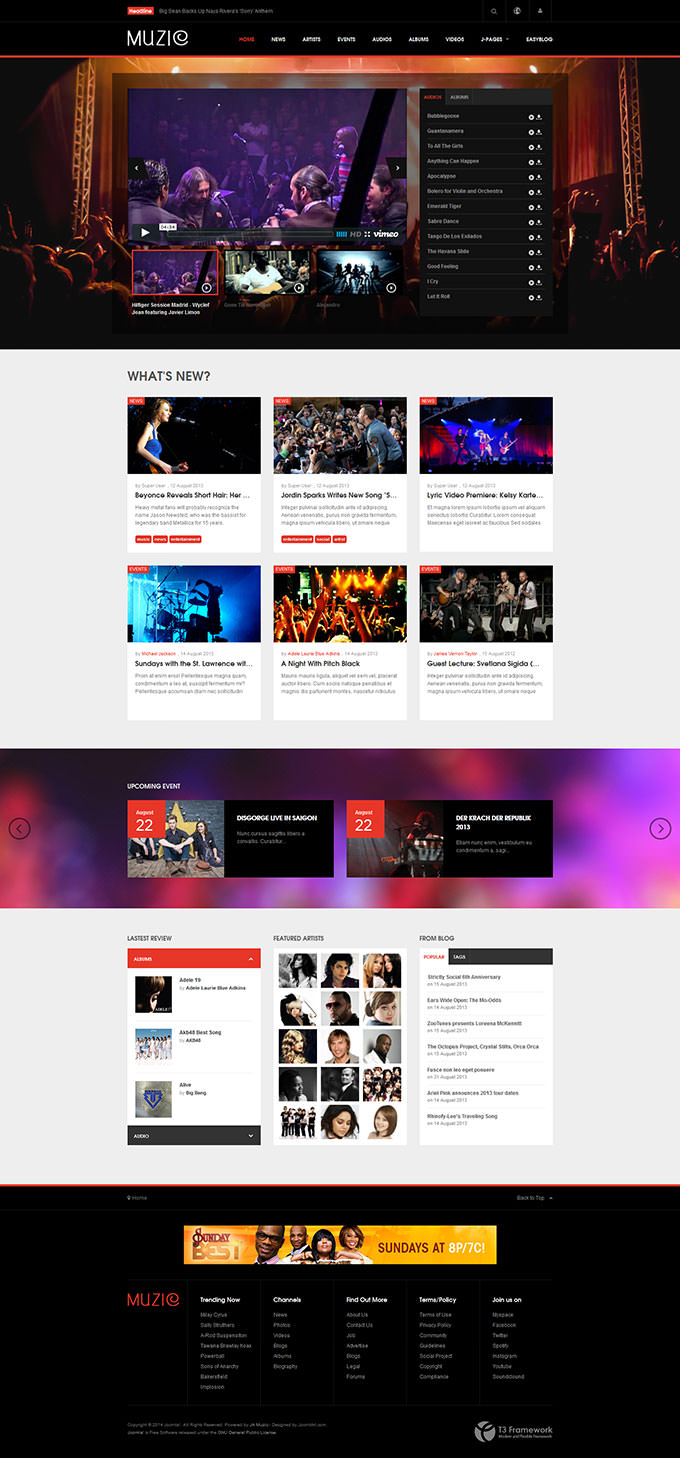 Headline Big Sean Backs Up Naya Rivera's 'Sorry' Anthem
MUZIC
HOME NEWS ARTISTS EVENTS AUDIOS ALBUMS VIDEOS J-PAGES EASYBLOG
AUDIOS ALBUMS
Bubblegoose
Guantanamera
To All The Girls
Anything Can Happen
Apocalypse
Bolero for Violin and Orchestra
Emerald Tiger
Sabre Dance
Tango De Los Exilados
The Havana Slide
Good Feeling
I Cry
Let It Roll
04:34
HD vimeo
Hilfiger Session Madrid - Wyclef
Jean featuring Javier Limon
Gone Till November
Alejandro
WHAT'S NEW?
NEWS
by Super User , 12 August 2013
Beyonce Reveals Short Hair: Her ...
Heavy metal fans will probably recognize the
name Jason Newsted, who was the bassist for
legendary band Metallica for 15 years.
music news entertainment
NEWS
by Super User , 12 August 2013
Jordin Sparks Writes New Song 'S...
Integer pulvinar sollicitudin ante id adipiscing.
Aenean venenatis, purus non gravida fermentum,
magna ipsum vehicula libero, ut ornare neque
entertainment social artist
NEWS
by Super User , 12 August 2013
Lyric Video Premiere: Kelsy Karte...
Et magna lorem ipsum lobortis ipsum vel aliquam
senectus lobortis Curabitur. Lorem consequat
Maecenas eget laoreet ac faucibus Sed sodales
EVENTS
by Michael Jackson , 14 August 2013
Sundays with the St. Lawrence wit...
Proin at enim eros! Pellentesque magna quam,
condimentum a leo at, suscipit fermentum mi?
Pellentesque accumsan diam nec sollicitudin
EVENTS
by Adele Laurie Blue Adkins , 14 August 2013
A Night With Pitch Black
Mauris mauris ligula, aliquet vel sem vel, placerat
auctor libero. Cum sociis natoque penatibus et
magnis dis parturient montes, nascetur ridiculus
EVENTS
by James Vernon Taylor , 15 August 2012
Guest Lecture: Svetlana Sigida (...
Integer pulvinar sollicitudin ante id adipiscing.
Aenean venenatis, purus non gravida fermentum,
magna ipsum vehicula libero, ut ornare neque
UPCOMING EVENT
August
22
DISGORGE LIVE IN SAIGON
Nunc cursus sagittis libero a
convallis. Curabitur...
August
22
DER KRACH DER REPUBLIK
2013
Etiam nunc enim, vestibulum eu
condimentum a, sagi...
LASTEST REVIEW
ALBUMS
Adele 19
by Adele Laurie Blue Adkins
Akb48 Best Song
by AKB48
Alive
by Big Bang
AUDIO
FEATURED ARTISTS
FROM BLOG
POPULAR TAGS
Strictly Social 6th Anniversary
on 15 August 2013
Ears Wide Open: The Mo-Odds
on 14 August 2013
ZooTunes presents Loreena McKennitt
on 15 August 2013
The Octopus Project, Crystal Stilts, Orca Orca
on 15 August 2013
Fusce non leo eget posuere
on 31 August 2013
Ariel Pink announces 2013 tour dates
on 14 August 2013
Rhinofy-Lee's Traveling Song
on 14 August 2013
Home
Back to Top
SUNDAY BEST
SUNDAYS AT 8P/7C!
MUZIC
Trending Now
Miley Cyrus
Sally Struthers
A-Rod Suspension
Tawana Brawley Now
Powerball
Sons of Anarchy
Bakersfield
Implosion
Channels
News
Photos
Videos
Blogs
Albums
Biography
Find Out More
About Us
Contact Us
Job
Advertise
Blogs
Legal
Forums
Terms/Policy
Terms of Use
Privacy Policy
Community
Guidelines
Social Project
Copyright
Compliance
Join us on
Myspace
Facebook
Twitter
Spotify
Instagram
Youtube
Soundcloud
Copyright © 2014 Joomla!. All Rights Reserved. Powered by JA Muzic - Designed by JoomlArt.com.
Joomla! is Free Software released under the GNU General Public License.
T3 Framework
Modern and Flexible Framework